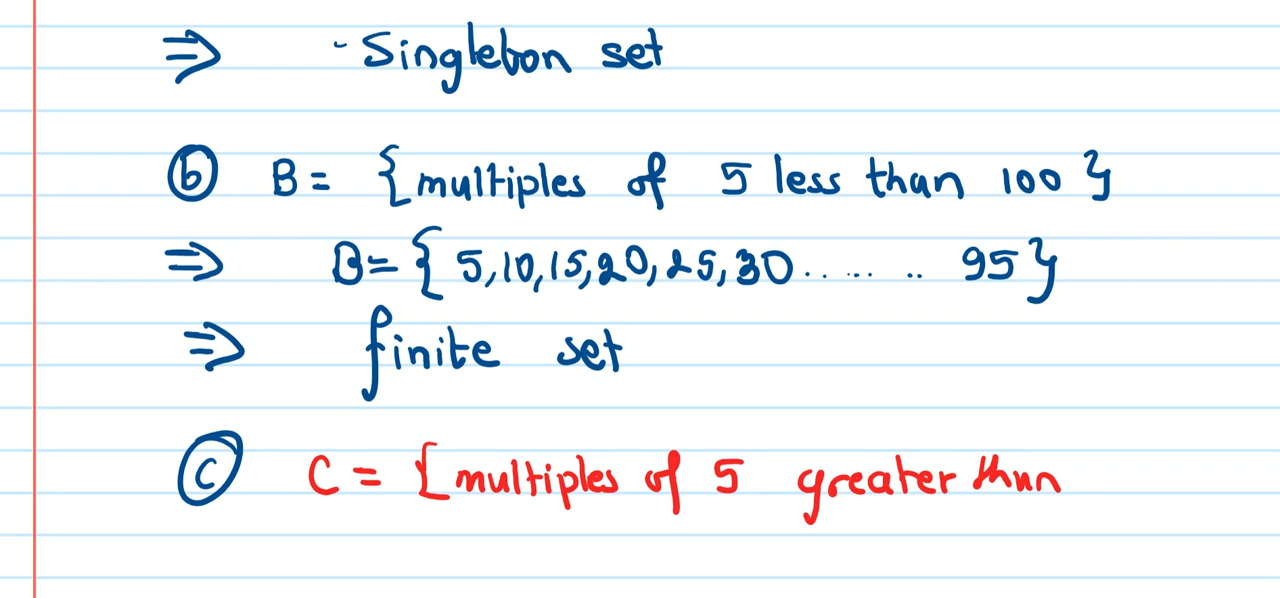 ⇒ - Singleton set
ⓑ B = {multiples of 5 less than 100}
⇒ B = {5,10,15,20,25,30........ 95}
⇒ finite set
ⓒ C = {multiples of 5 greater than